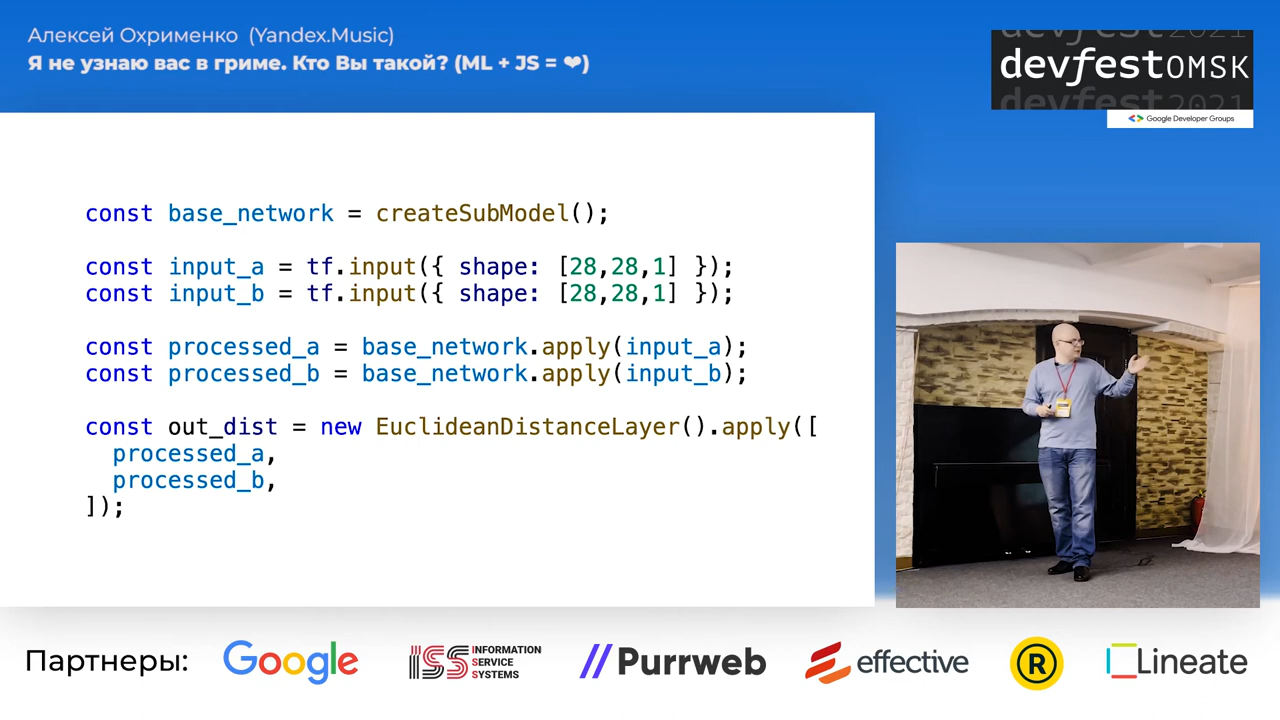 Алексей Охрименко (Yandex.Music)
Я не узнаю вас в гриме. Кто Вы такой? (ML + JS = ❤)
devfest2021
devfestOMSK
devfest2021
Google Developer Groups
const base_network = createSubModel();
const input_a = tf.input({ shape: [28,28,1] });
const input_b = tf.input({ shape: [28,28,1] });
const processed_a = base_network.apply(input_a);
const processed_b = base_network.apply(input_b);
const out_dist = new EuclideanDistanceLayer().apply([
processed_a,
processed_b,
]);
Партнеры:
Google
ISS INFORMATION SERVICE SYSTEMS
Purrweb
effective
R
Lineate